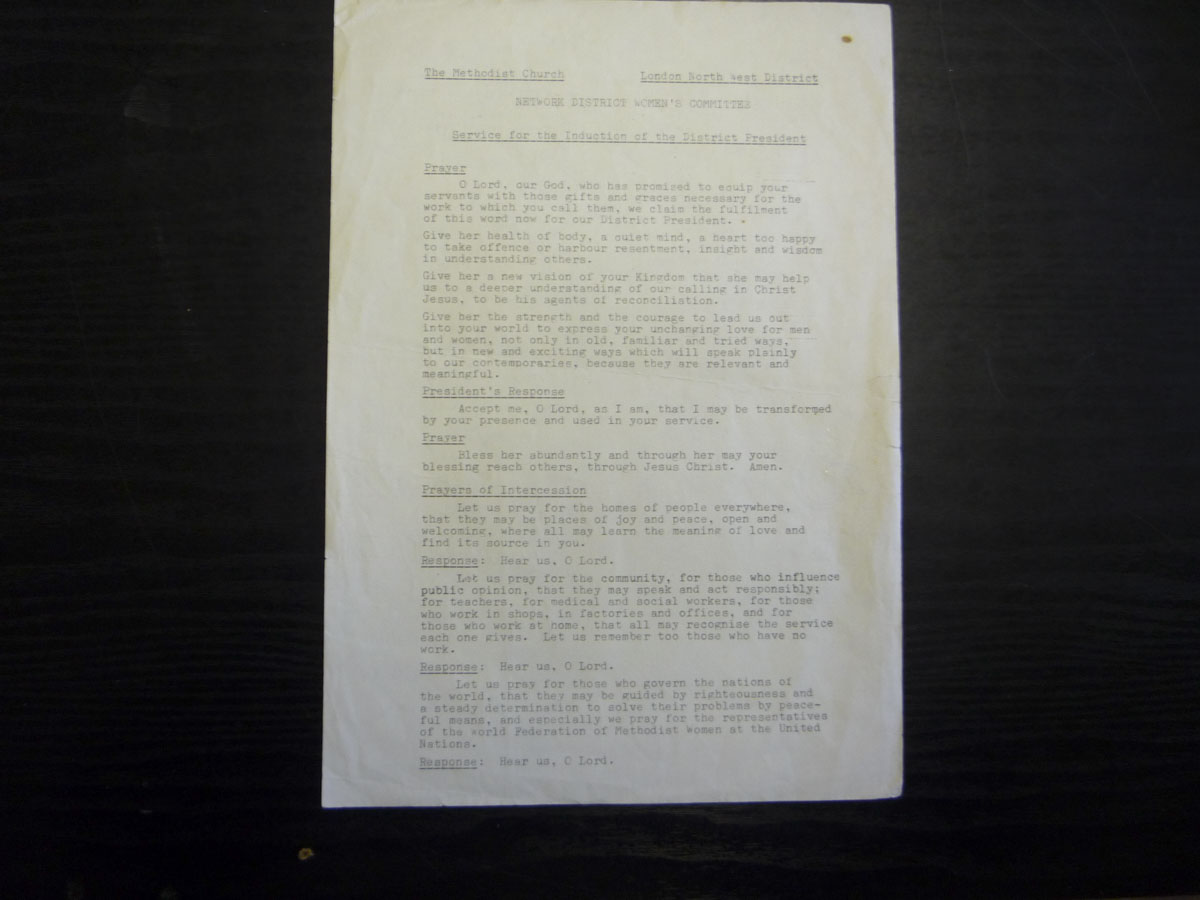 The Methodist Church London North West District
NETWORK DISTRICT WOMEN'S COMMITTEE
Service for the Induction of the District President
Prayer
O Lord, our God, who has promised to equip your
servants with those gifts and graces necessary for the
work to which you call them, we claim the fulfilment
of this word now for our District President.
Give her health of body, a quiet mind, a heart too happy
to take offence or harbour resentment, insight and wisdom
in understanding others.
Give her a new vision of your Kingdom that she may help
us to a deeper understanding of our calling in Christ
Jesus, to be his agents of reconciliation.
Give her the strength and the courage to lead us out
into your world to express your unchanging love for men
and women, not only in old, familiar and tried ways,
but in new and exciting ways which will speak plainly
to our contemporaries, because they are relevant and
meaningful.
President's Response
Accept me, O Lord, as I am, that I may be transformed
by your presence and used in your service.
Prayer
Bless her abundantly and through her may your
blessing reach others, through Jesus Christ. Amen.
Prayers of Intercession
Let us pray for the homes of people everywhere,
that they may be places of joy and peace, open and
welcoming, where all may learn the meaning of love and
find its source in you.
Response: Hear us, O Lord.
Let us pray for the community, for those who influence
public opinion, that they may speak and act responsibly;
for teachers, for medical and social workers, for those
who work in shops, in factories and offices, and for
those who work at home, that all may recognise the service
each one gives. Let us remember too those who have no
work.
Response: Hear us, O Lord.
Let us pray for those who govern the nations of
the world, that they may be guided by righteousness and
a steady determination to solve their problems by peace-
ful means, and especially we pray for the representatives
of the World Federation of Methodist Women at the United
Nations.
Response: Hear us, O Lord.